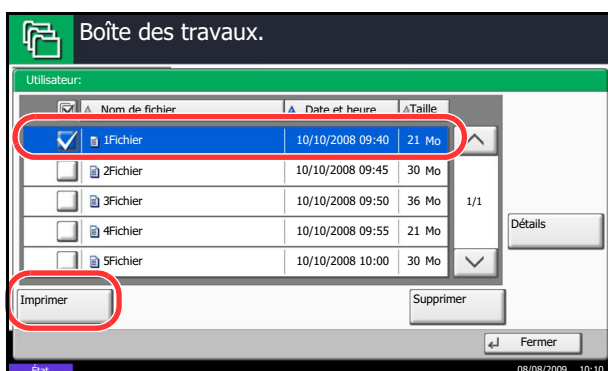 Boîte des travaux.
Utilisateur:
Nom de fichier Date et heure Taille
1Fichier 10/10/2008 09:40 21 Mo
2Fichier 10/10/2008 09:45 30 Mo
3Fichier 10/10/2008 09:50 36 Mo 1/1
4Fichier 10/10/2008 09:55 21 Mo
Détails
5Fichier 10/10/2008 10:00 30 Mo
Imprimer Supprimer
Fermer
État 08/08/2009 10:10